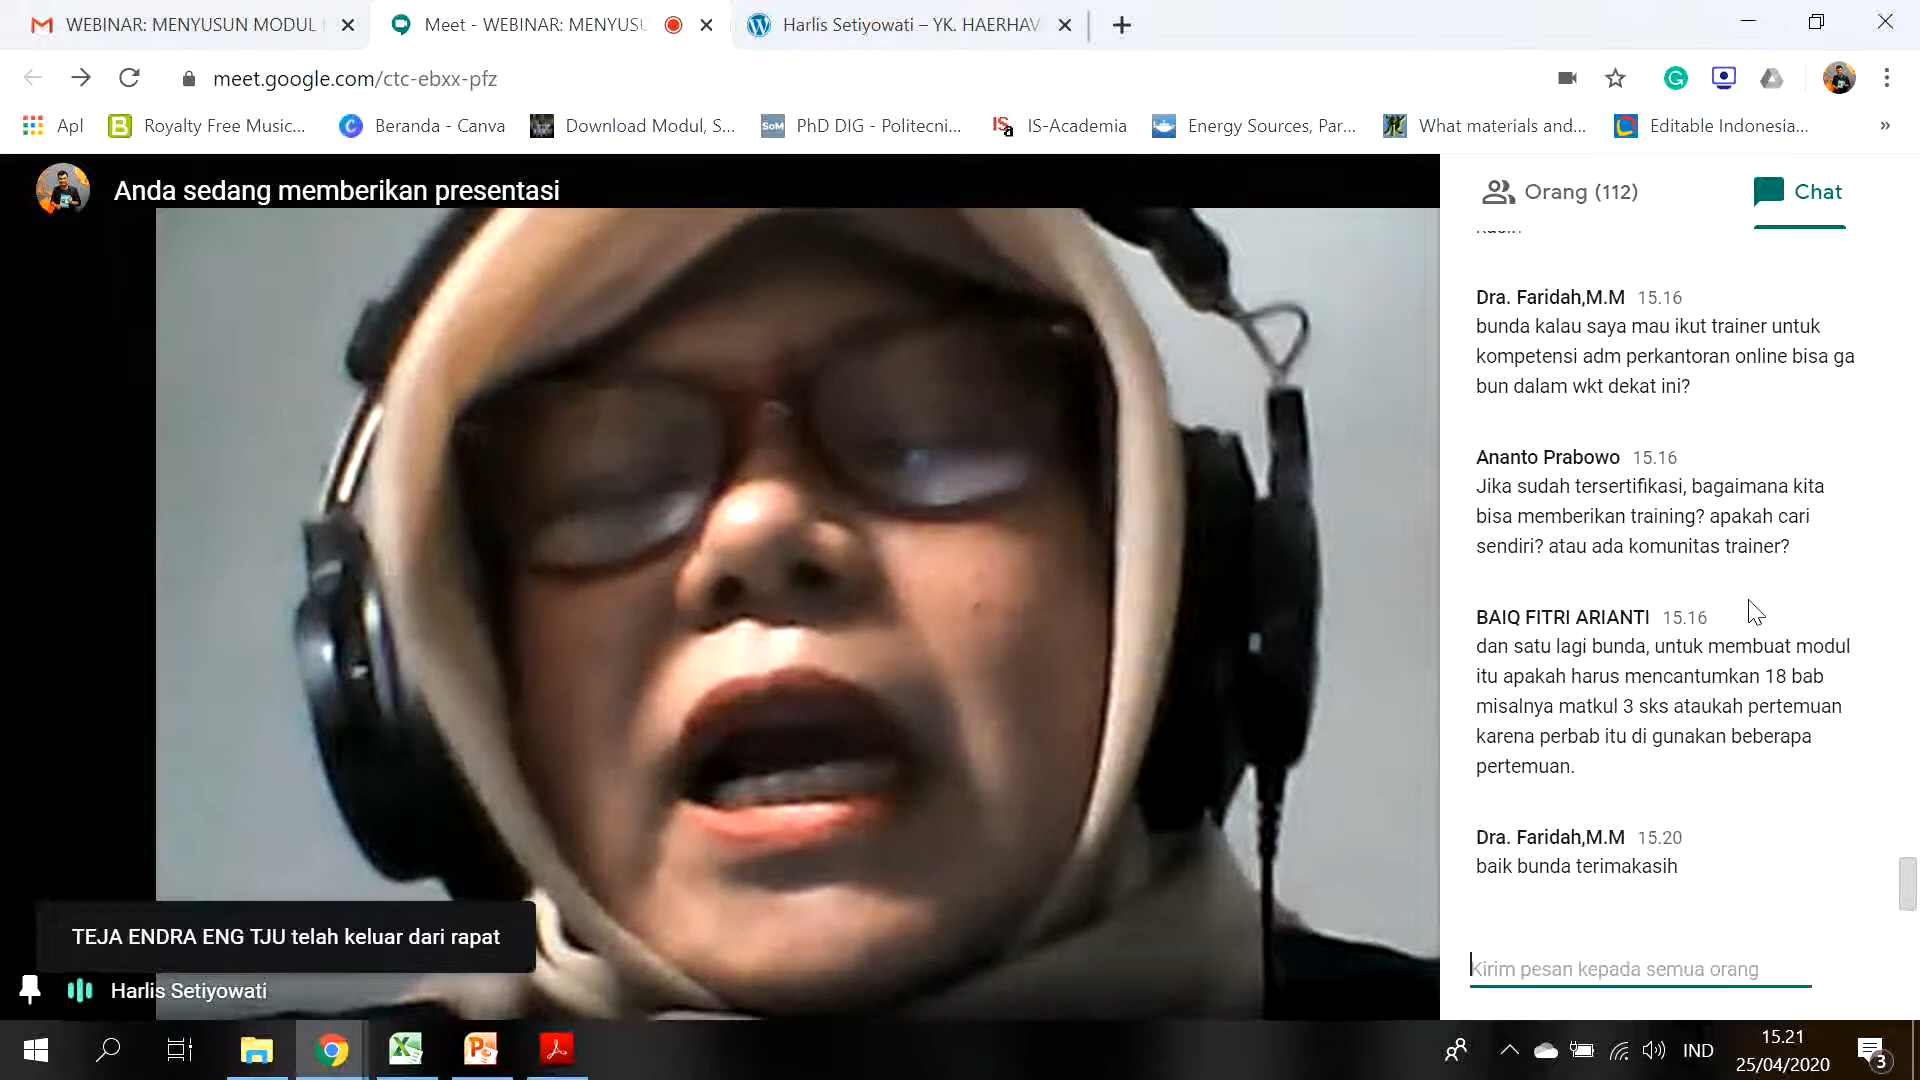 WEBINAR: MENYUSUN MODUL
Meet - WEBINAR: MENYUSU
Harlis Setiyowati – YK. HAERHAV
meet.google.com/ctc-ebxx-pfz
Apl
Royalty Free Music...
Beranda - Canva
Download Modul, S...
SoM
PhD DIG - Politecni...
IS-Academia
Energy Sources, Par...
What materials and...
Editable Indonesia...
»
Anda sedang memberikan presentasi
Orang (112)
Chat
Dra. Faridah,M.M 15.16
bunda kalau saya mau ikut trainer untuk
kompetensi adm perkantoran online bisa ga
bun dalam wkt dekat ini?
Ananto Prabowo 15.16
Jika sudah tersertifikasi, bagaimana kita
bisa memberikan training? apakah cari
sendiri? atau ada komunitas trainer?
BAIQ FITRI ARIANTI 15.16
dan satu lagi bunda, untuk membuat modul
itu apakah harus mencantumkan 18 bab
misalnya matkul 3 sks ataukah pertemuan
karena perbab itu di gunakan beberapa
pertemuan.
Dra. Faridah,M.M 15.20
baik bunda terimakasih
TEJA ENDRA ENG TJU telah keluar dari rapat
Kirim pesan kepada semua orang
Harlis Setiyowati
IND
15.21
25/04/2020
3